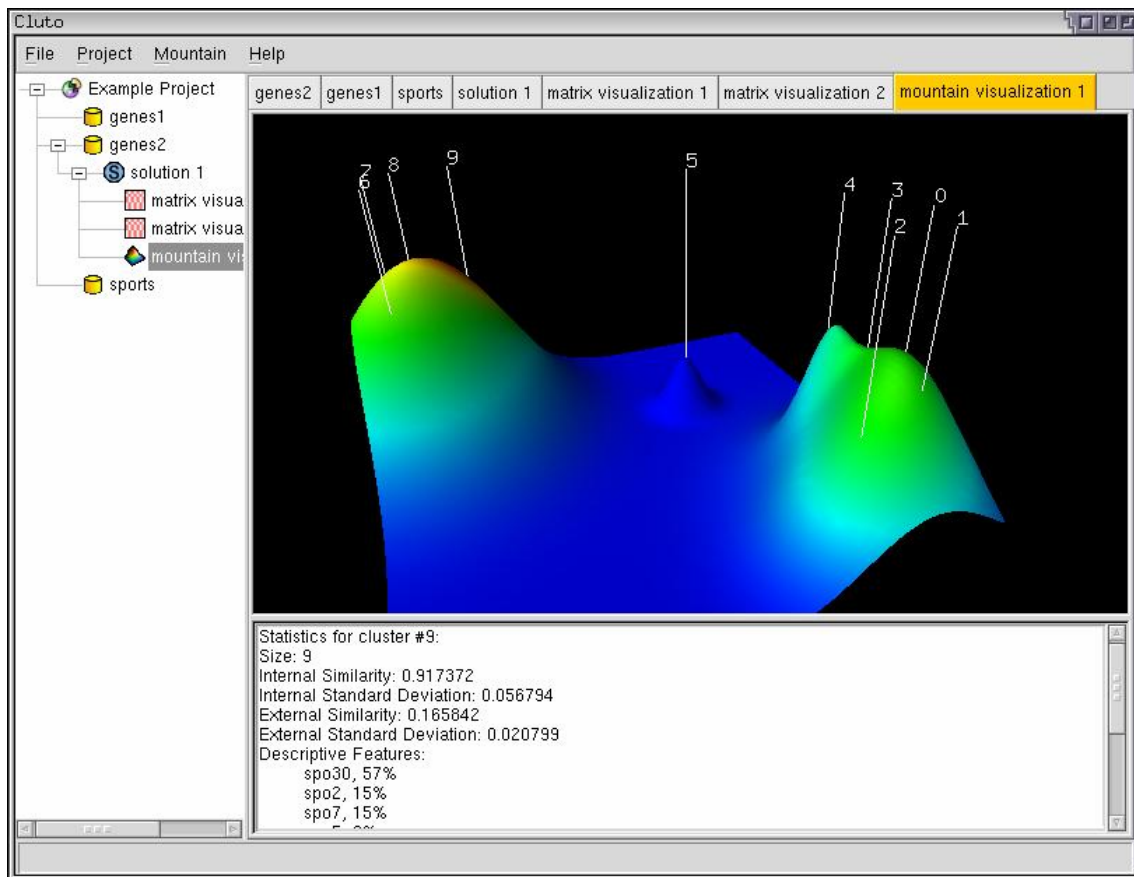 Cluto
File Project Mountain Help
Example Project
genes1
genes2
solution 1
matrix visua
matrix visua
mountain vi
sports
genes2 genes1 sports solution 1 matrix visualization 1 matrix visualization 2 mountain visualization 1
7
6
8
9
5
4
3
2
0
1
Statistics for cluster #9:
Size: 9
Internal Similarity: 0.917372
Internal Standard Deviation: 0.056794
External Similarity: 0.165842
External Standard Deviation: 0.020799
Descriptive Features:
spo30, 57%
spo2, 15%
spo7, 15%